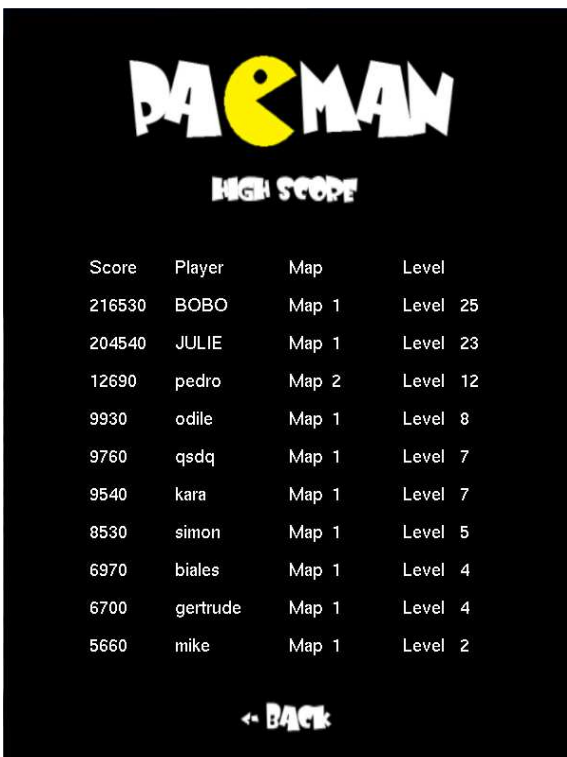 PACMAN
HIGH SCORE
Score Player Map Level
216530 BOBO Map 1 Level 25
204540 JULIE Map 1 Level 23
12690 pedro Map 2 Level 12
9930 odile Map 1 Level 8
9760 qsdq Map 1 Level 7
9540 kara Map 1 Level 7
8530 simon Map 1 Level 5
6970 biales Map 1 Level 4
6700 gertrude Map 1 Level 4
5660 mike Map 1 Level 2
<- BACK